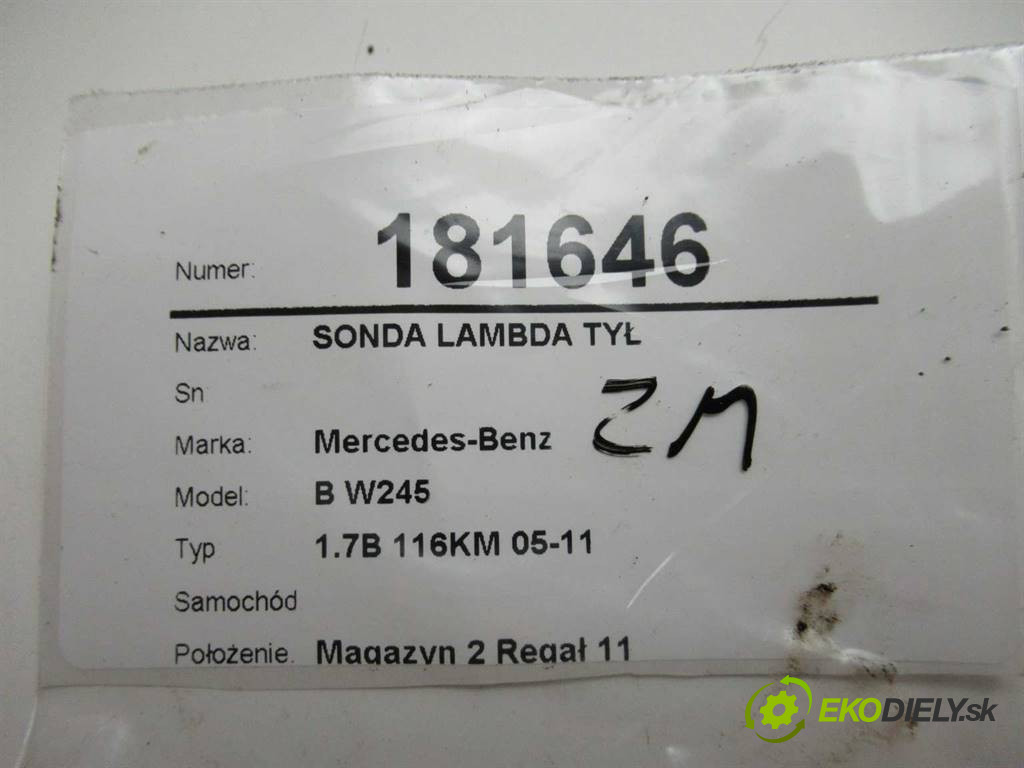 Numer: 181646
Nazwa: SONDA LAMBDA TYŁ
Sn
ZM
Marka: Mercedes-Benz
Model: B W245
Typ 1.7B 116KM 05-11
Samochód
Położenie. Magazyn 2 Regał 11
EKODIELY.sk